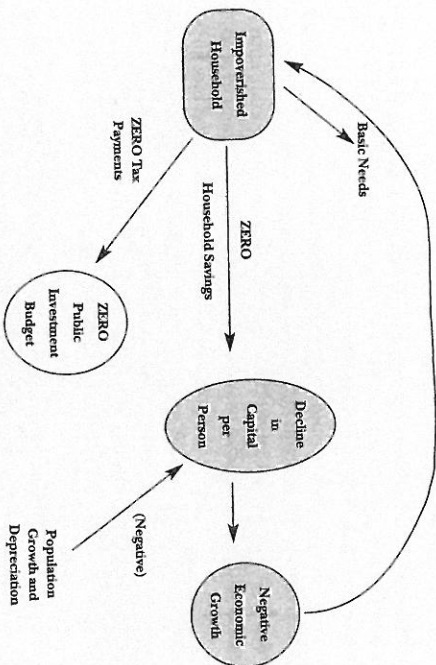 Basic Needs
Impoverished
Household
ZERO
Household Savings
ZERO Tax
Payments
ZERO
Public
Investment
Budget
Decline
in
Capital
per
Person
Negative
Economic
Growth
(Negative)
Population
Growth and
Depreciation